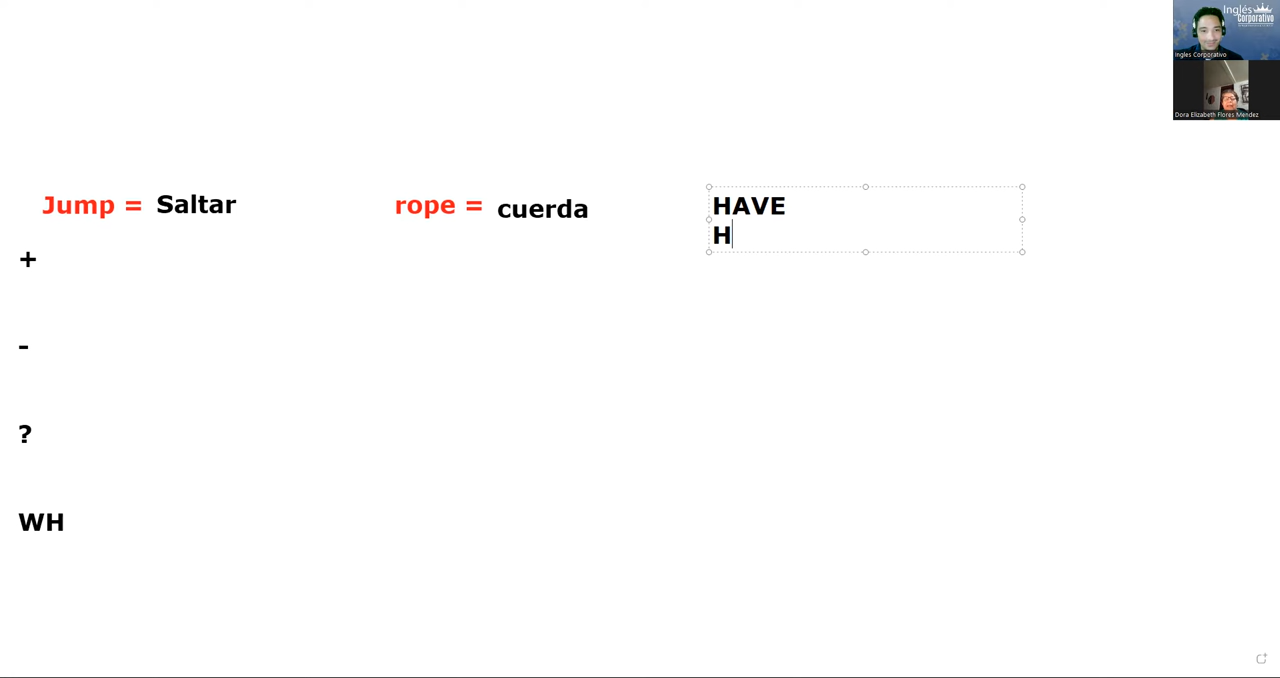 Inglés
Corporativo
Ingles Corporativo
Dora Elizabeth Flores Mendez
Jump = Saltar
rope = cuerda
HAVE
H
+
-
?
WH